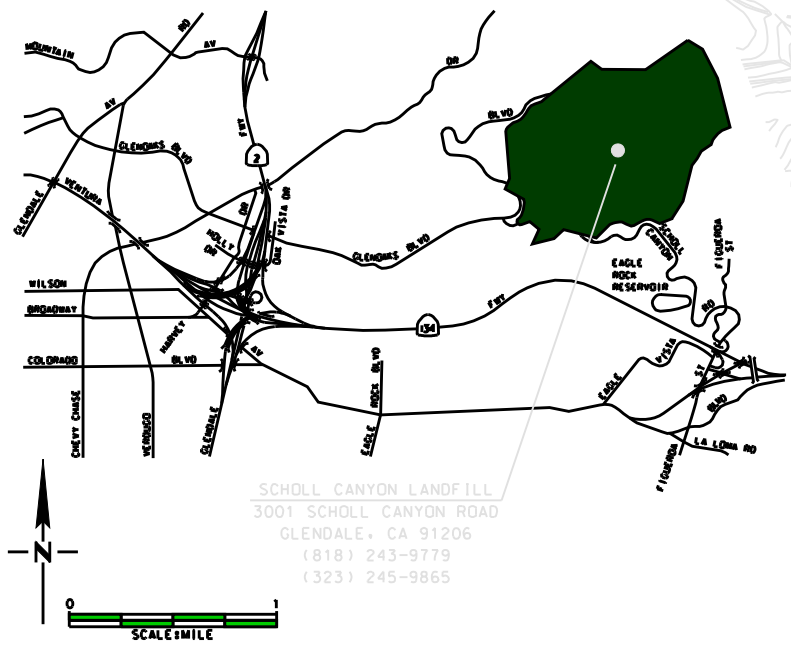 RD
MOUNTAIN
AV
DR
AV
BLVD
FWY
GLENOAKS BLVD
2
VENTURA
GLENDALE
DR
VISTA DR
OAK
HOLLY
DR
GLENOAKS BLVD
SCHOLL
CANYON
FIGUEROA
ST
EAGLE
ROCK
RESERVOIR
WILSON
BROADWAY
FWY
RD
HARVEY
134
COLORADO BLVD
AV
VISTA
EAGLE
ST
BLVD
CHEVY CHASE
VERDUGO
GLENDALE
EAGLE ROCK BLVD
FIGUEROA
LA LOMA RD
SCHOLL CANYON LANDFILL
3001 SCHOLL CANYON ROAD
GLENDALE, CA 91206
(818) 243-9779
(323) 245-9865
N
0 1
SCALE:MILE